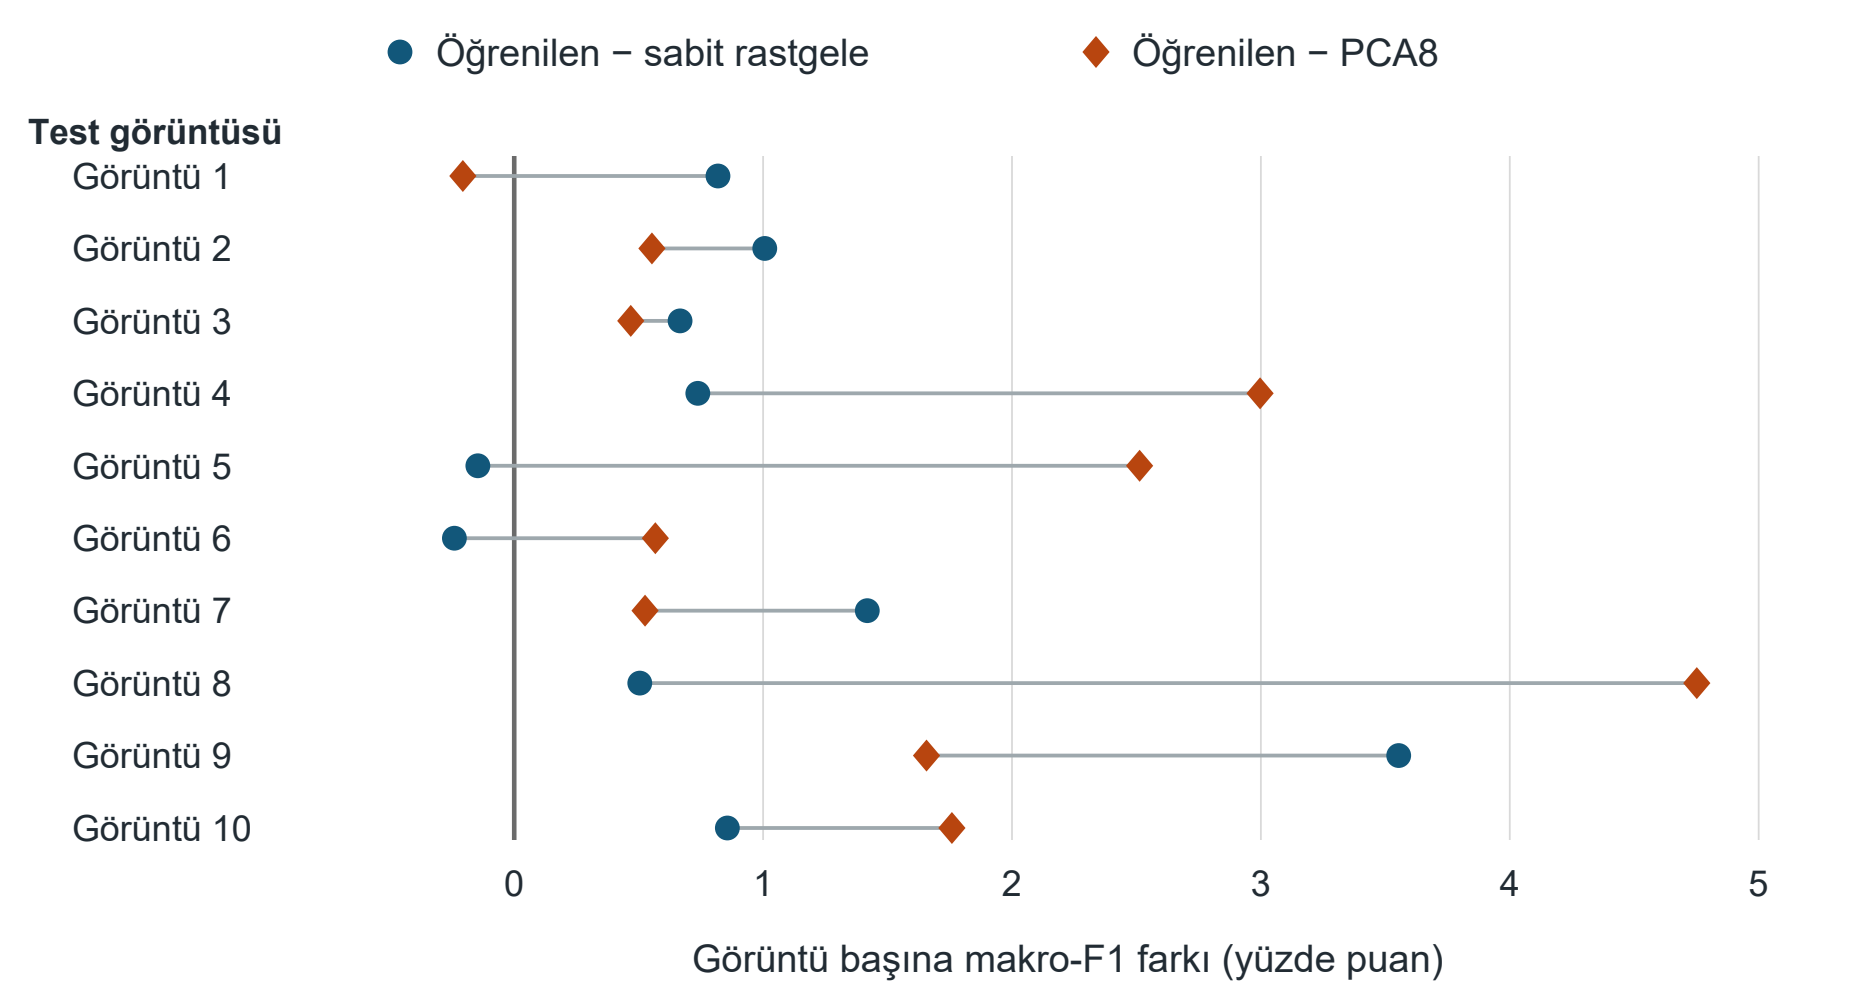 Öğrenilen − sabit rastgele
Öğrenilen − PCA8
Test görüntüsü
Görüntü 1
Görüntü 2
Görüntü 3
Görüntü 4
Görüntü 5
Görüntü 6
Görüntü 7
Görüntü 8
Görüntü 9
Görüntü 10
0 1 2 3 4 5
Görüntü başına makro-F1 farkı (yüzde puan)